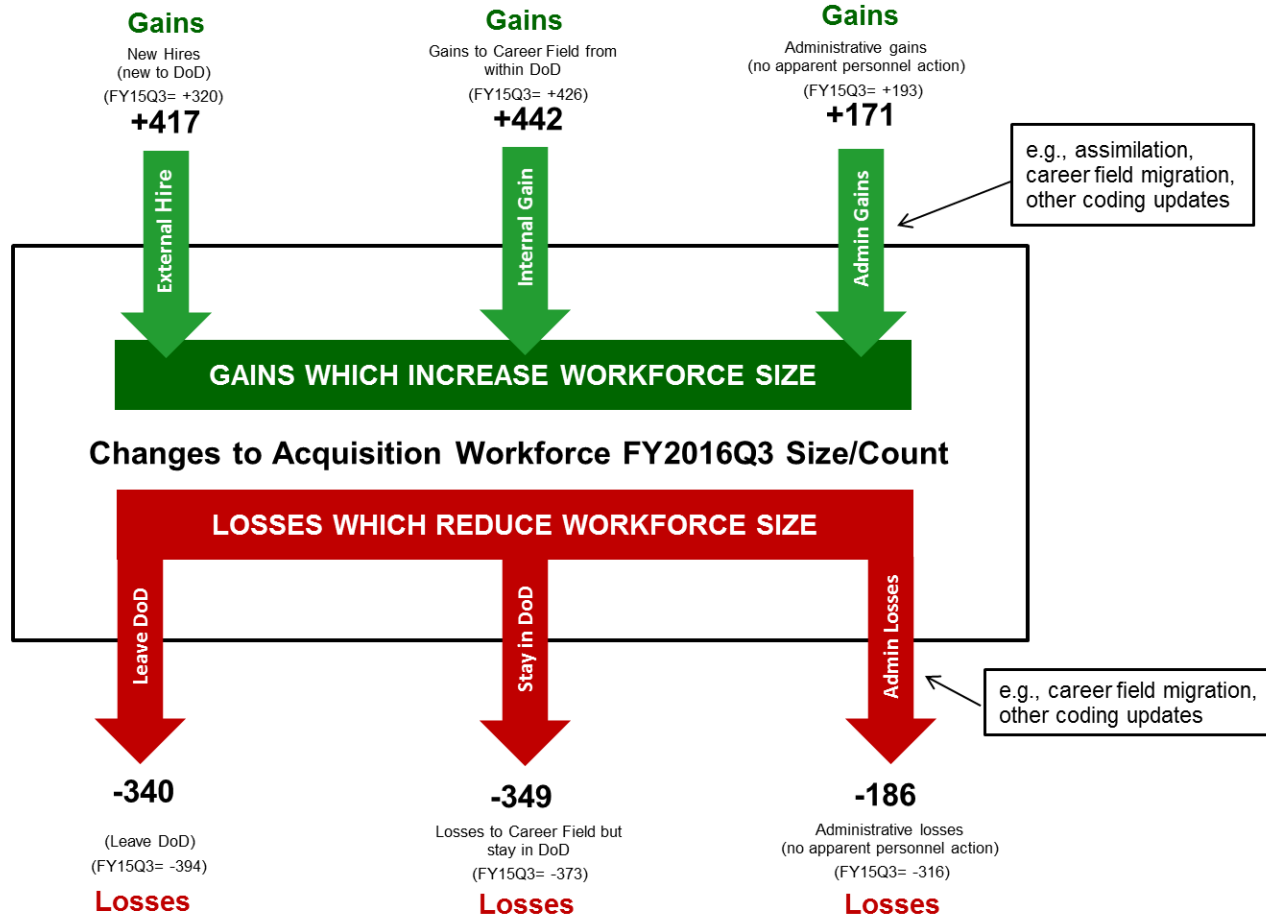 Gains
New Hires
(new to DoD)
(FY15Q3= +320)
+417
Gains
Gains to Career Field from
within DoD
(FY15Q3= +426)
+442
Gains
Administrative gains
(no apparent personnel action)
(FY15Q3= +193)
+171
e.g., assimilation,
career field migration,
other coding updates
External Hire
Internal Gain
Admin Gains
GAINS WHICH INCREASE WORKFORCE SIZE
Changes to Acquisition Workforce FY2016Q3 Size/Count
LOSSES WHICH REDUCE WORKFORCE SIZE
Leave DoD
Stay in DoD
Admin Losses
e.g., career field migration,
other coding updates
-340
(Leave DoD)
(FY15Q3= -394)
Losses
-349
Losses to Career Field but
stay in DoD
(FY15Q3= -373)
Losses
-186
Administrative losses
(no apparent personnel action)
(FY15Q3= -316)
Losses